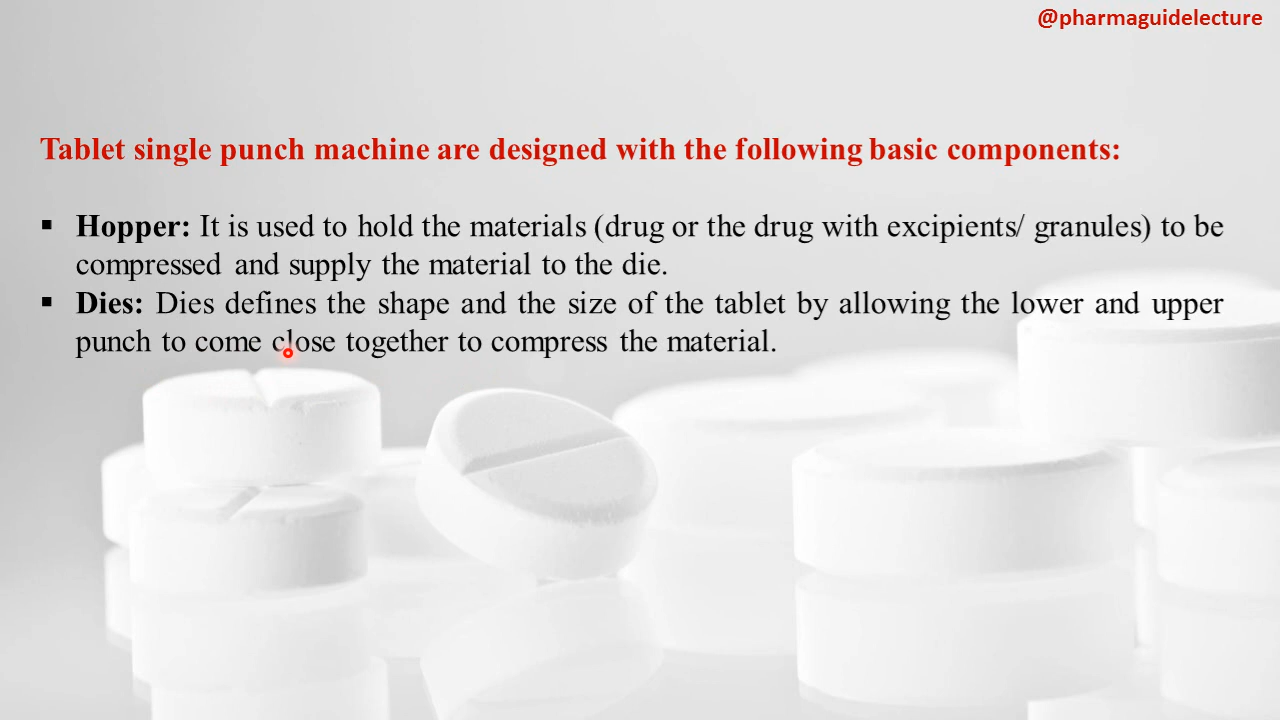 @pharmaguidelecture
Tablet single punch machine are designed with the following basic components:
▪ Hopper: It is used to hold the materials (drug or the drug with excipients/ granules) to be
compressed and supply the material to the die.
▪ Dies: Dies defines the shape and the size of the tablet by allowing the lower and upper
punch to come close together to compress the material.